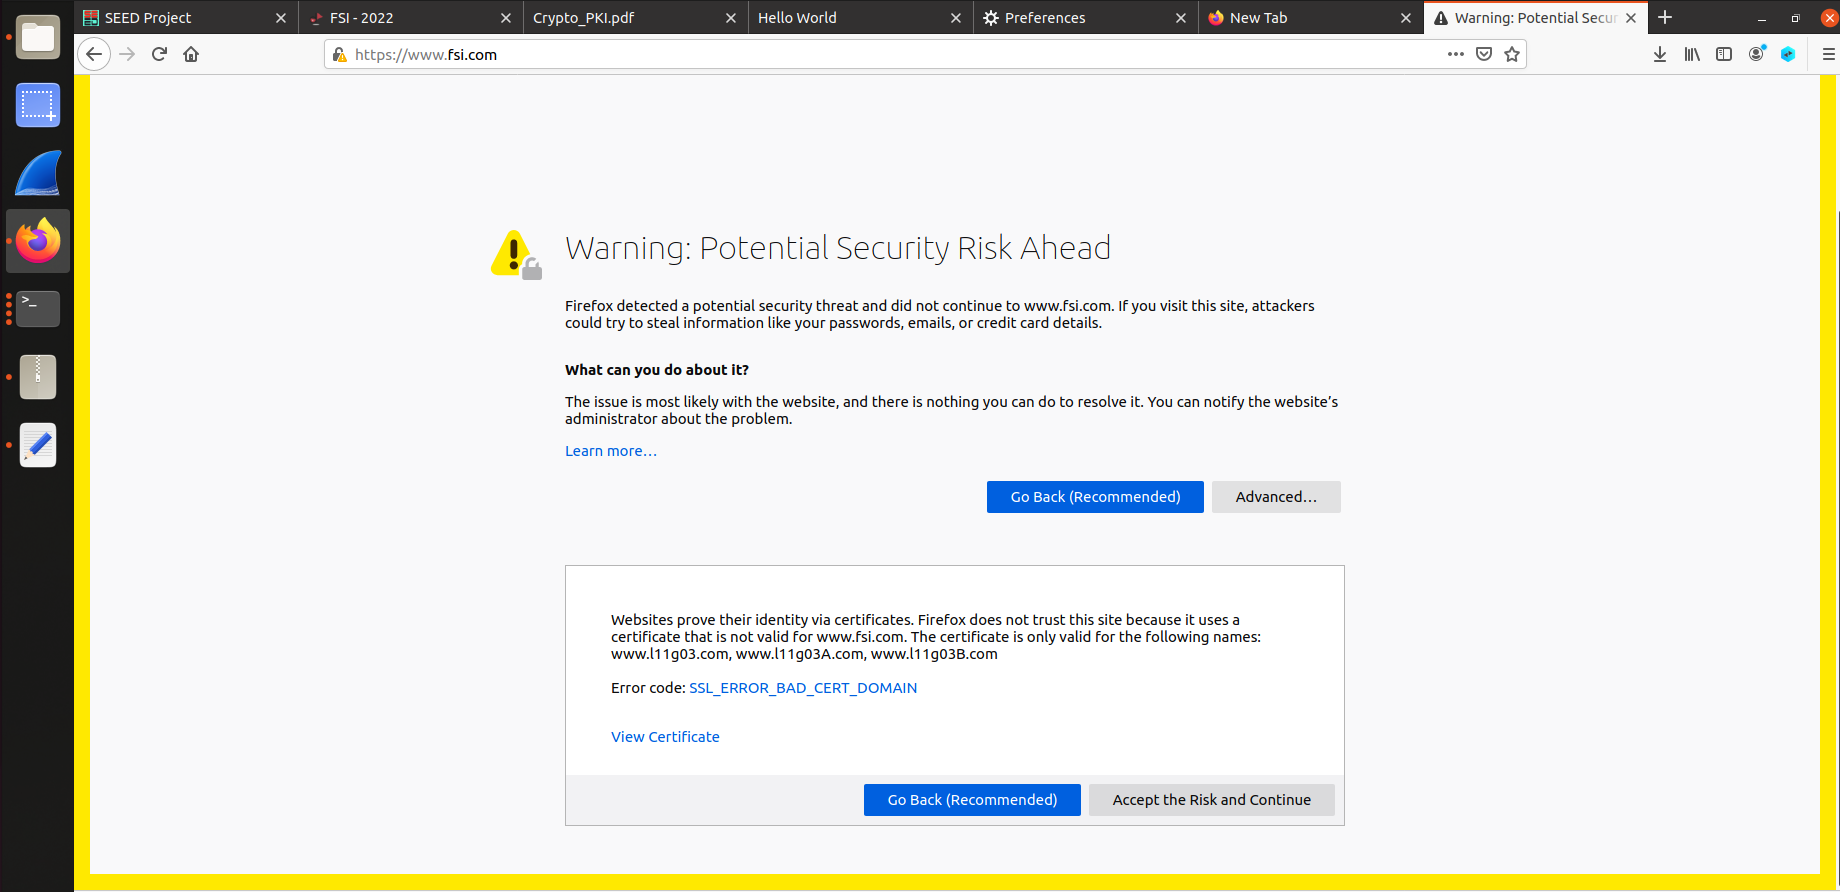 SEED Project
FSI - 2022
Crypto_PKI.pdf
Hello World
Preferences
New Tab
Warning: Potential Secur
https://www.fsi.com
>_
Warning: Potential Security Risk Ahead
Firefox detected a potential security threat and did not continue to www.fsi.com. If you visit this site, attackers
could try to steal information like your passwords, emails, or credit card details.
What can you do about it?
The issue is most likely with the website, and there is nothing you can do to resolve it. You can notify the website’s
administrator about the problem.
Learn more…
Go Back (Recommended)
Advanced…
Websites prove their identity via certificates. Firefox does not trust this site because it uses a
certificate that is not valid for www.fsi.com. The certificate is only valid for the following names:
www.l11g03.com, www.l11g03A.com, www.l11g03B.com
Error code: SSL_ERROR_BAD_CERT_DOMAIN
View Certificate
Go Back (Recommended)
Accept the Risk and Continue